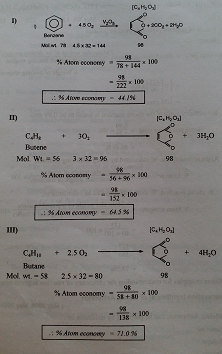 [C₄H₂O₃]
I) + 4.5 O₂ V₂O₅ + 2CO₂ + 2H₂O
Benzene
Mol.wt. 78 4.5 x 32 = 144 98
% Atom economy = 98 / 78 + 144 × 100
= 98 / 222 × 100
∴ % Atom economy = 44.1%
II) [C₄H₂O₃]
C₄H₈ + 3O₂ + 3H₂O
Butene
Mol. Wt. = 56 3 × 32 = 96 98
% Atom economy = 98 / 56 + 96 × 100
= 98 / 152 × 100
∴ % Atom economy = 64.5 %
III) [C₄H₂O₃]
C₄H₁₀ + 2.5 O₂ + 4H₂O
Butane
Mol. wt. = 58 2.5 x 32 = 80 98
% Atom economy = 98 / 58 + 80 × 100
= 98 / 138 × 100
∴ % Atom economy = 71.0 %